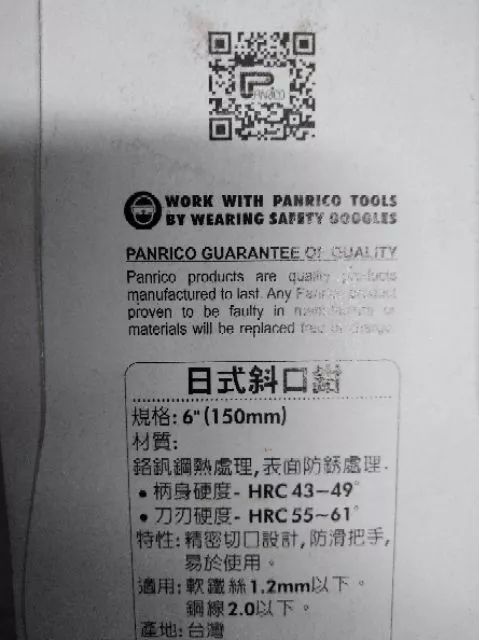 PANRICO
WORK WITH PANRICO TOOLS
BY WEARING SAFETY GOGGLES
PANRICO GUARANTEE OF QUALITY
Panrico products are quality products
manufactured to last. Any Panrico product
proven to be faulty in manufacture or
materials will be replaced free of charge.
日式斜口鉗
規格: 6" (150mm)
材質:
鉻釩鋼熱處理, 表面防銹處理.
• 柄身硬度- HRC 43~49°
• 刀刃硬度- HRC 55~61°
特性: 精密切口設計, 防滑把手,
易於使用。
適用: 軟鐵絲1.2mm以下。
銅線2.0以下。
產地: 台灣